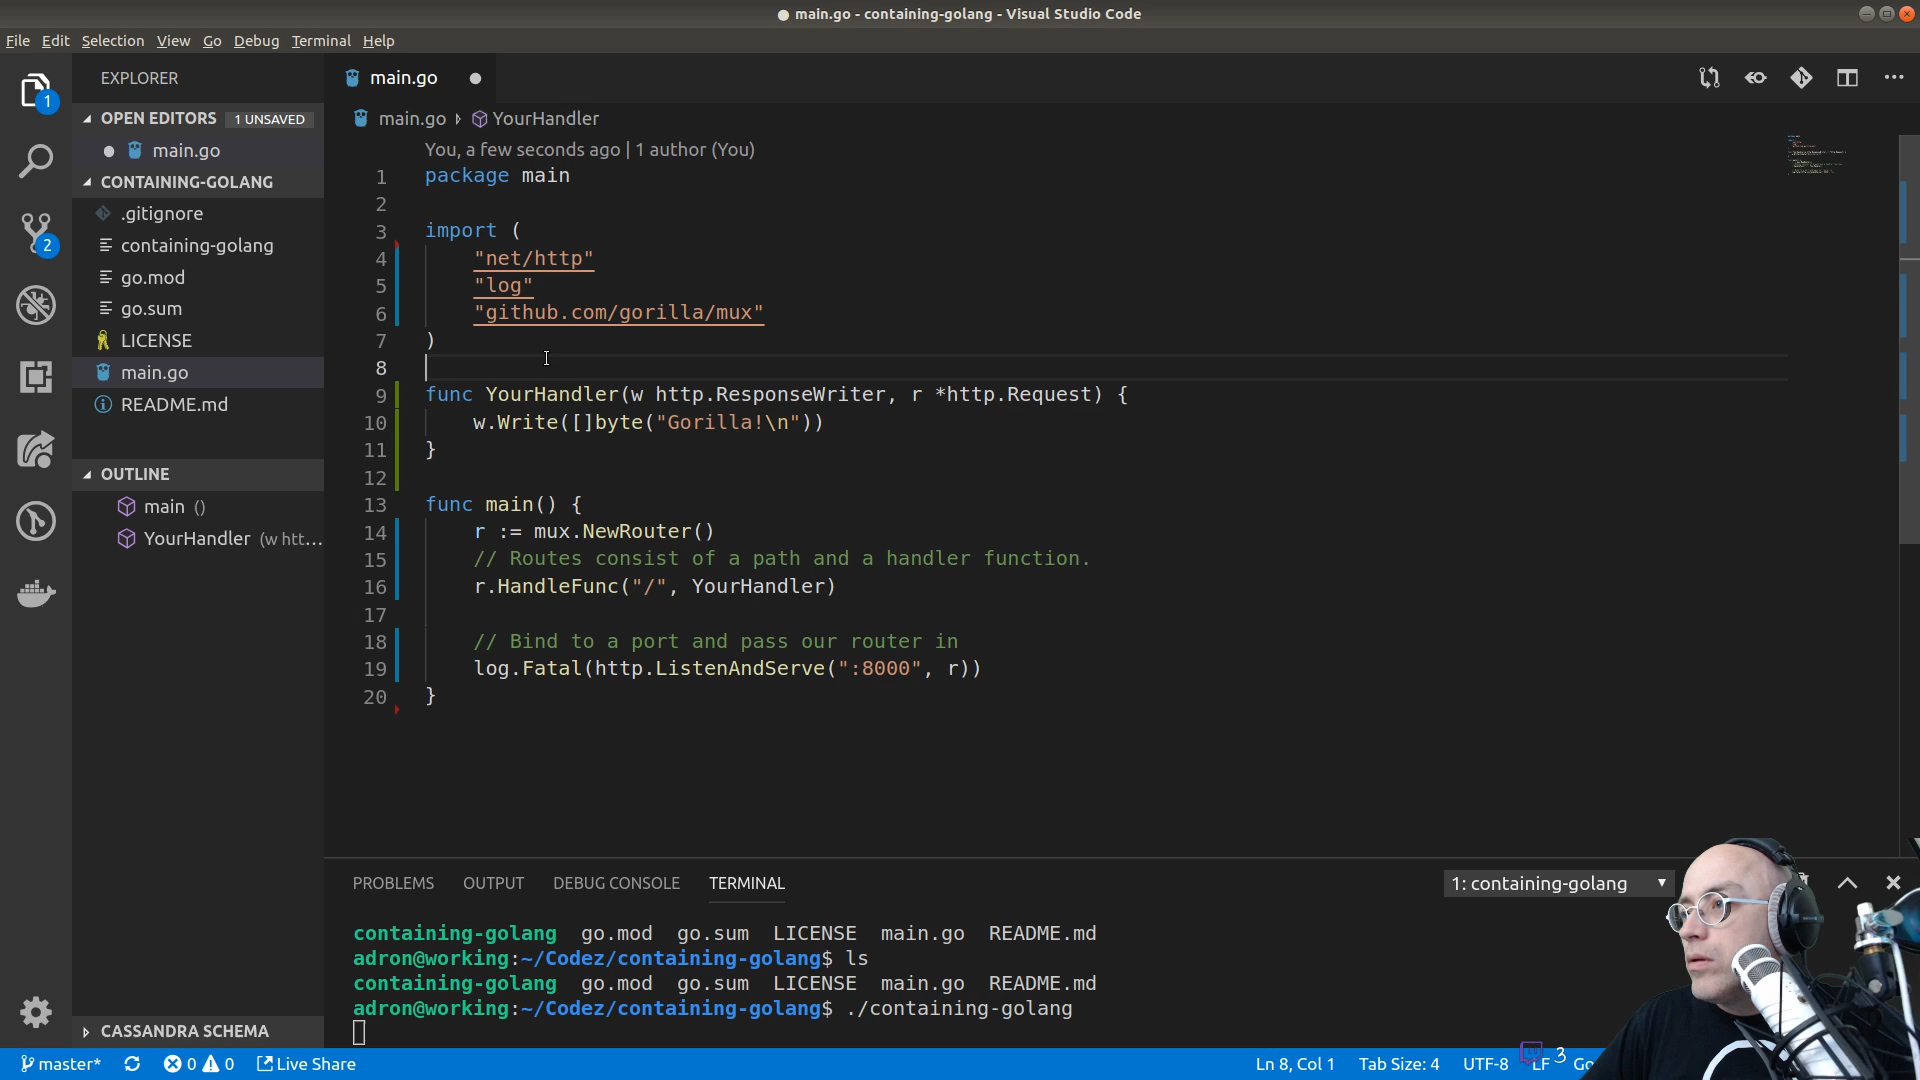 main.go - containing-golang - Visual Studio Code
File Edit Selection View Go Debug Terminal Help
1
2
EXPLORER
OPEN EDITORS 1 UNSAVED
main.go
CONTAINING-GOLANG
.gitignore
containing-golang
go.mod
go.sum
LICENSE
main.go
README.md
OUTLINE
main ()
YourHandler (w htt...
CASSANDRA SCHEMA
main.go
main.go YourHandler
You, a few seconds ago | 1 author (You)
1 package main
2
3 import (
4 "net/http"
5 "log"
6 "github.com/gorilla/mux"
7 )
8
9 func YourHandler(w http.ResponseWriter, r *http.Request) {
10 w.Write([]byte("Gorilla!\n"))
11 }
12
13 func main() {
14 r := mux.NewRouter()
15 // Routes consist of a path and a handler function.
16 r.HandleFunc("/", YourHandler)
17
18 // Bind to a port and pass our router in
19 log.Fatal(http.ListenAndServe(":8000", r))
20 }
PROBLEMS OUTPUT DEBUG CONSOLE TERMINAL 1: containing-golang
containing-golang go.mod go.sum LICENSE main.go README.md
adron@working:~/Codez/containing-golang$ ls
containing-golang go.mod go.sum LICENSE main.go README.md
adron@working:~/Codez/containing-golang$ ./containing-golang
master* 0 0 Live Share Ln 8, Col 1 Tab Size: 4 UTF-8 LF 3 Go